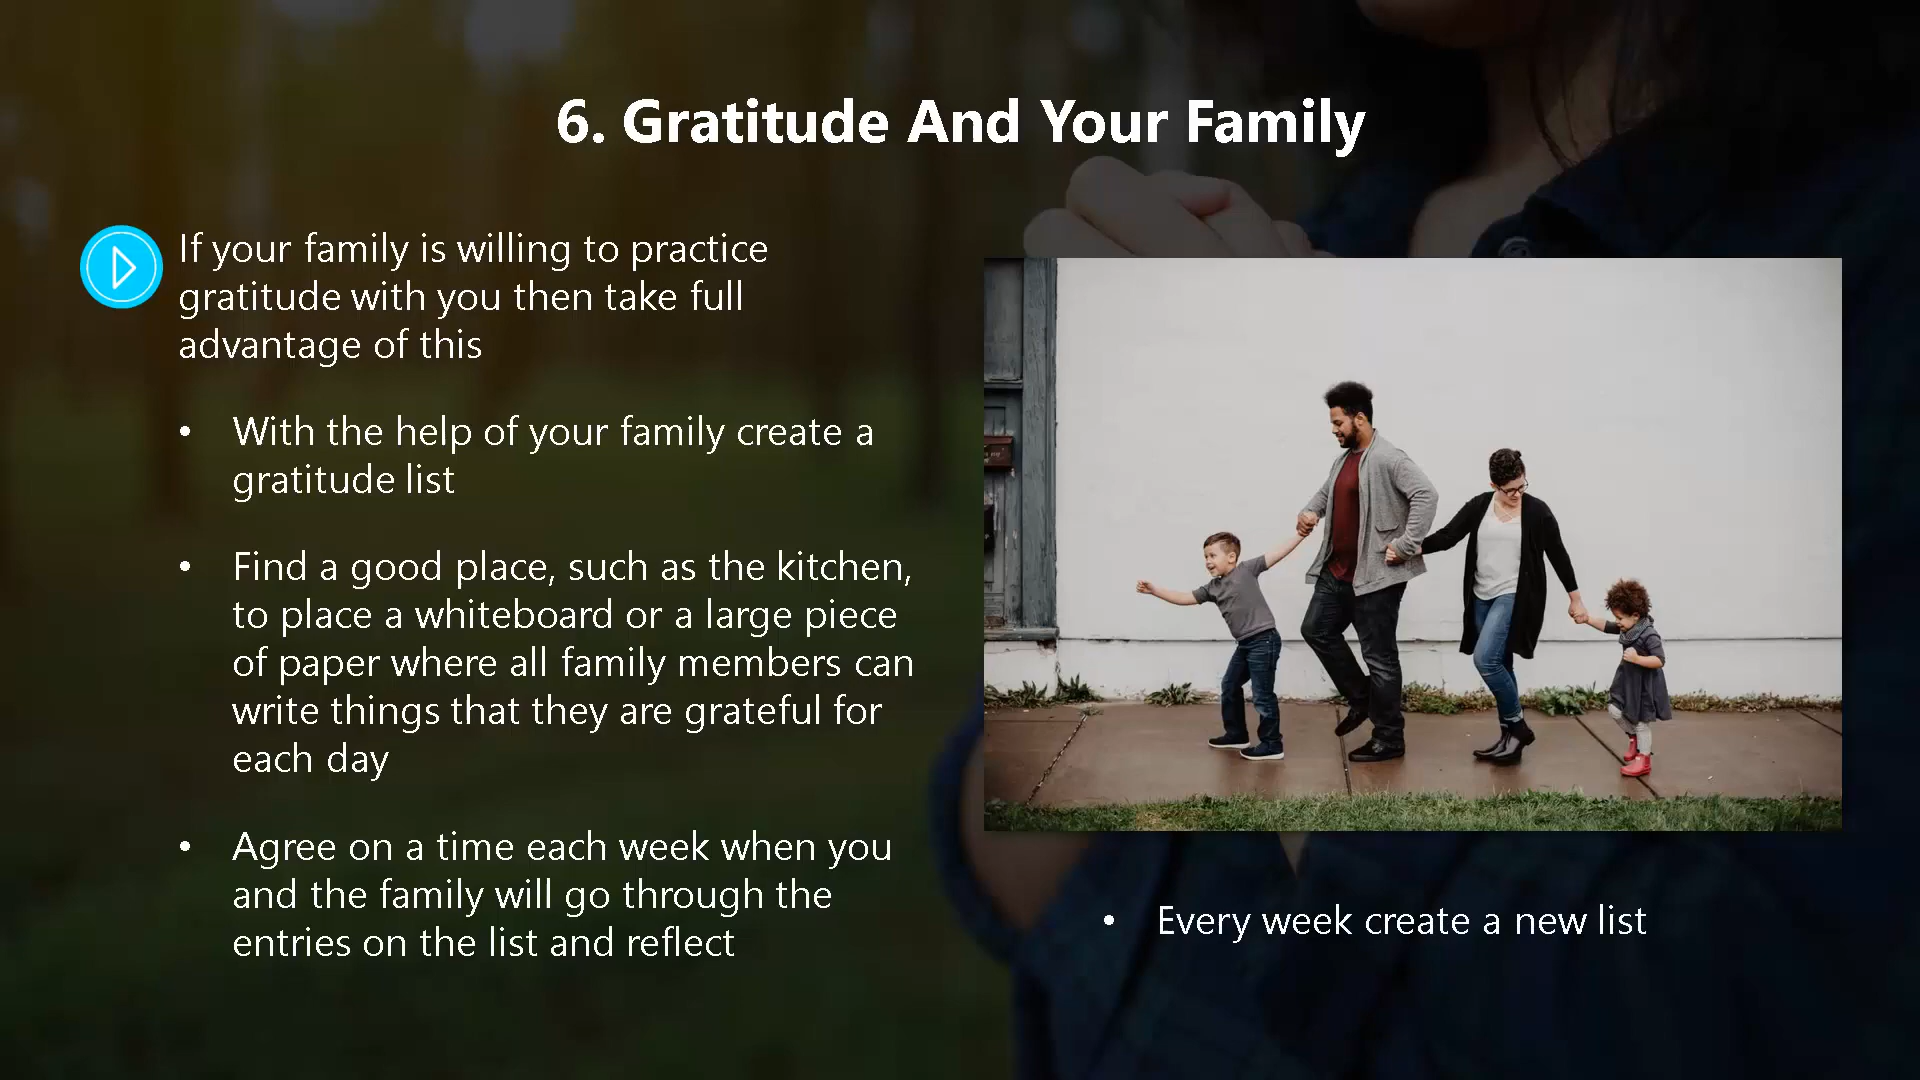 6. Gratitude And Your Family
If your family is willing to practice
gratitude with you then take full
advantage of this
• With the help of your family create a
gratitude list
• Find a good place, such as the kitchen,
to place a whiteboard or a large piece
of paper where all family members can
write things that they are grateful for
each day
• Agree on a time each week when you
and the family will go through the
entries on the list and reflect
• Every week create a new list